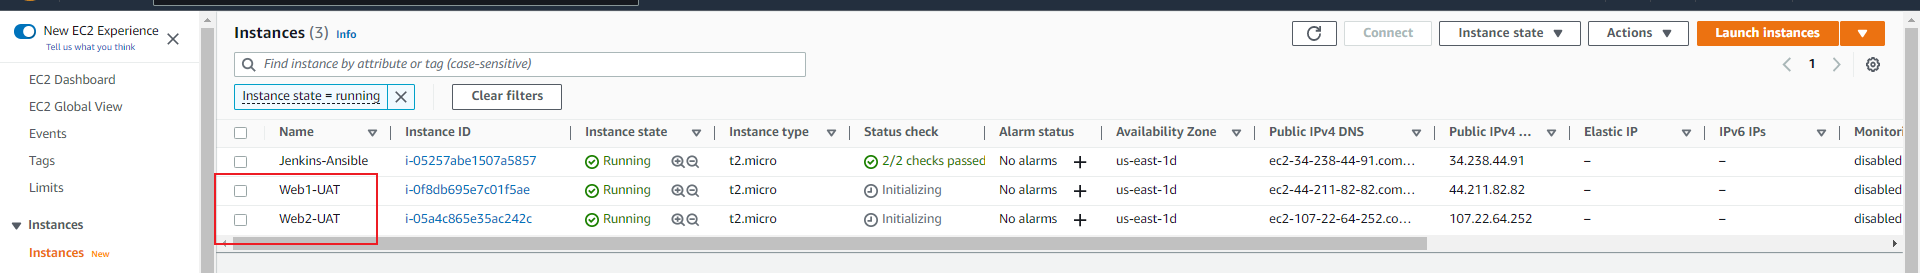 New EC2 Experience
Tell us what you think
EC2 Dashboard
EC2 Global View
Events
Tags
Limits
Instances
Instances New
Instances (3) Info
Connect
Instance state
Actions
Launch instances
Find instance by attribute or tag (case-sensitive)
1
Instance state = running
Clear filters
Name Instance ID Instance state Instance type Status check Alarm status Availability Zone Public IPv4 DNS Public IPv4 ... Elastic IP IPv6 IPs Monitori
Jenkins-Ansible i-05257abe1507a5857 Running t2.micro 2/2 checks passed No alarms + us-east-1d ec2-34-238-44-91.com... 34.238.44.91 – – disabled
Web1-UAT i-0f8db695e7c01f5ae Running t2.micro Initializing No alarms + us-east-1d ec2-44-211-82-82.com... 44.211.82.82 – – disabled
Web2-UAT i-05a4c865e35ac242c Running t2.micro Initializing No alarms + us-east-1d ec2-107-22-64-252.co... 107.22.64.252 – – disabled